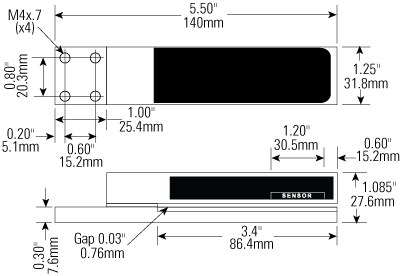 M4x.7
(x4)
5.50"
140mm
0.80"
20.3mm
1.25"
31.8mm
0.20"
5.1mm
1.00"
25.4mm
0.60"
15.2mm
1.20"
30.5mm
0.60"
15.2mm
SENSOR
1.085"
27.6mm
0.30"
7.6mm
Gap 0.03"
0.76mm
3.4"
86.4mm